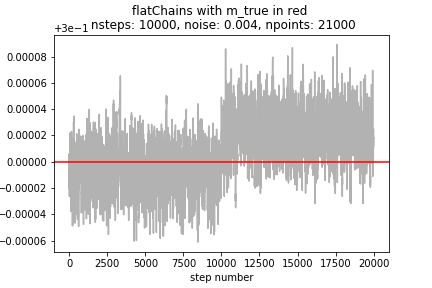 flatChains with m_true in red
nsteps: 10000, noise: 0.004, npoints: 21000
+3e−1
0.00008
0.00006
0.00004
0.00002
0.00000
−0.00002
−0.00004
−0.00006
0 2500 5000 7500 10000 12500 15000 17500 20000
step number